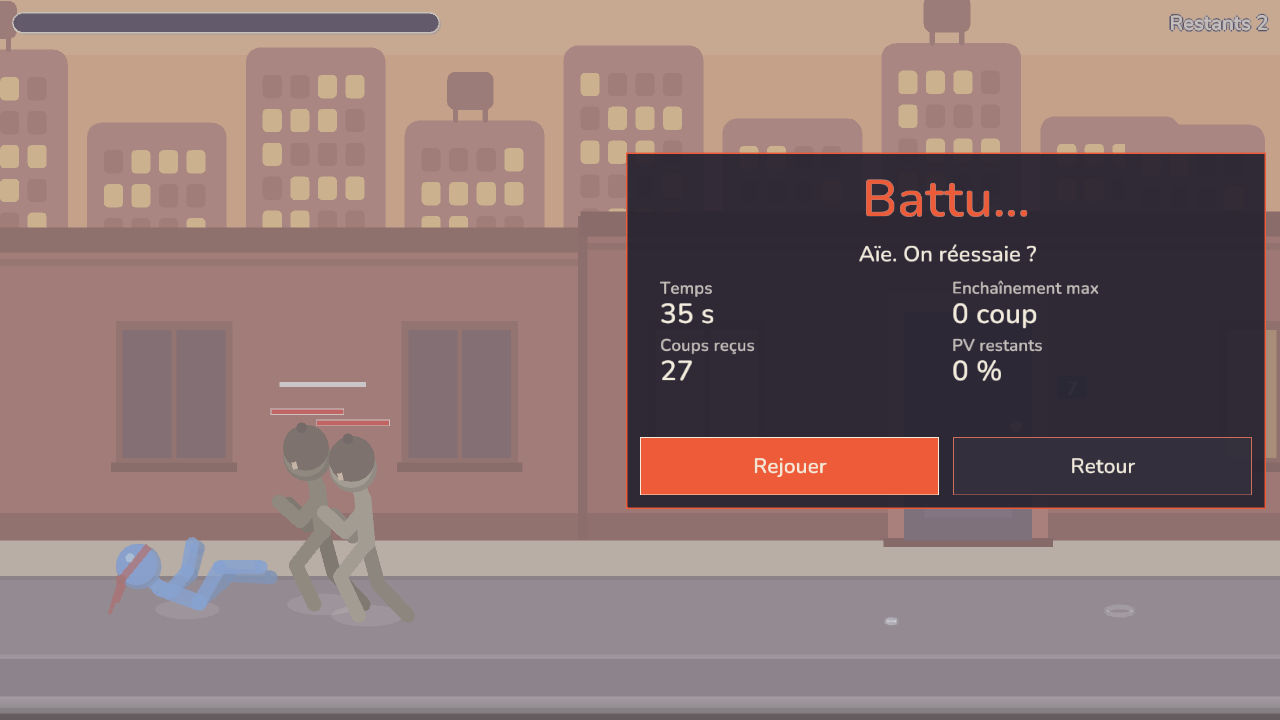 Restants 2
Battu...
Aïe. On réessaie ?
Temps
35 s
Enchaînement max
0 coup
Coups reçus
27
PV restants
0 %
7
Rejouer
Retour